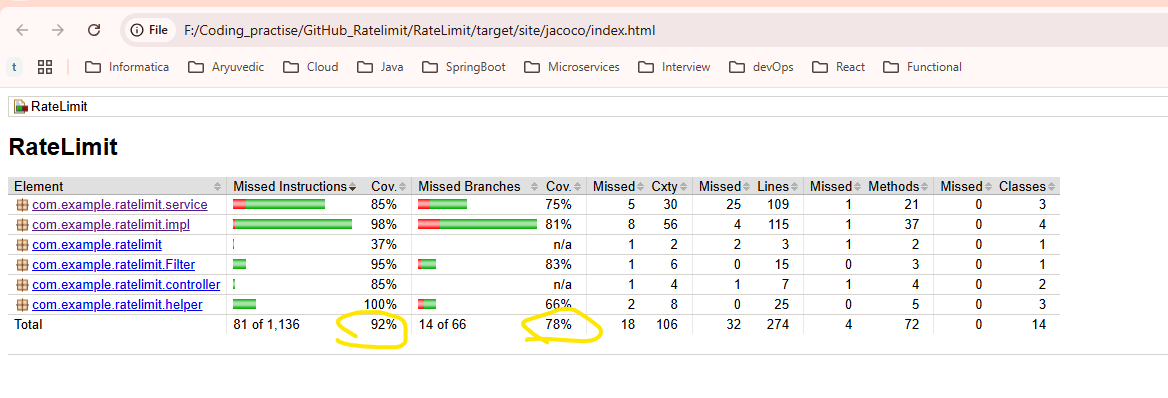 File F:/Coding_practise/GitHub_Ratelimit/RateLimit/target/site/jacoco/index.html
t Informatica Aryuvedic Cloud Java SpringBoot Microservices Interview devOps React Functional
RateLimit
RateLimit
Element Missed Instructions Cov. Missed Branches Cov. Missed Cxty Missed Lines Missed Methods Missed Classes
com.example.ratelimit.service 85% 75% 5 30 25 109 1 21 0 3
com.example.ratelimit.impl 98% 81% 8 56 4 115 1 37 0 4
com.example.ratelimit 37% n/a 1 2 2 3 1 2 0 1
com.example.ratelimit.Filter 95% 83% 1 6 0 15 0 3 0 1
com.example.ratelimit.controller 85% n/a 1 4 1 7 1 4 0 2
com.example.ratelimit.helper 100% 66% 2 8 0 25 0 5 0 3
Total 81 of 1,136 92% 14 of 66 78% 18 106 32 274 4 72 0 14